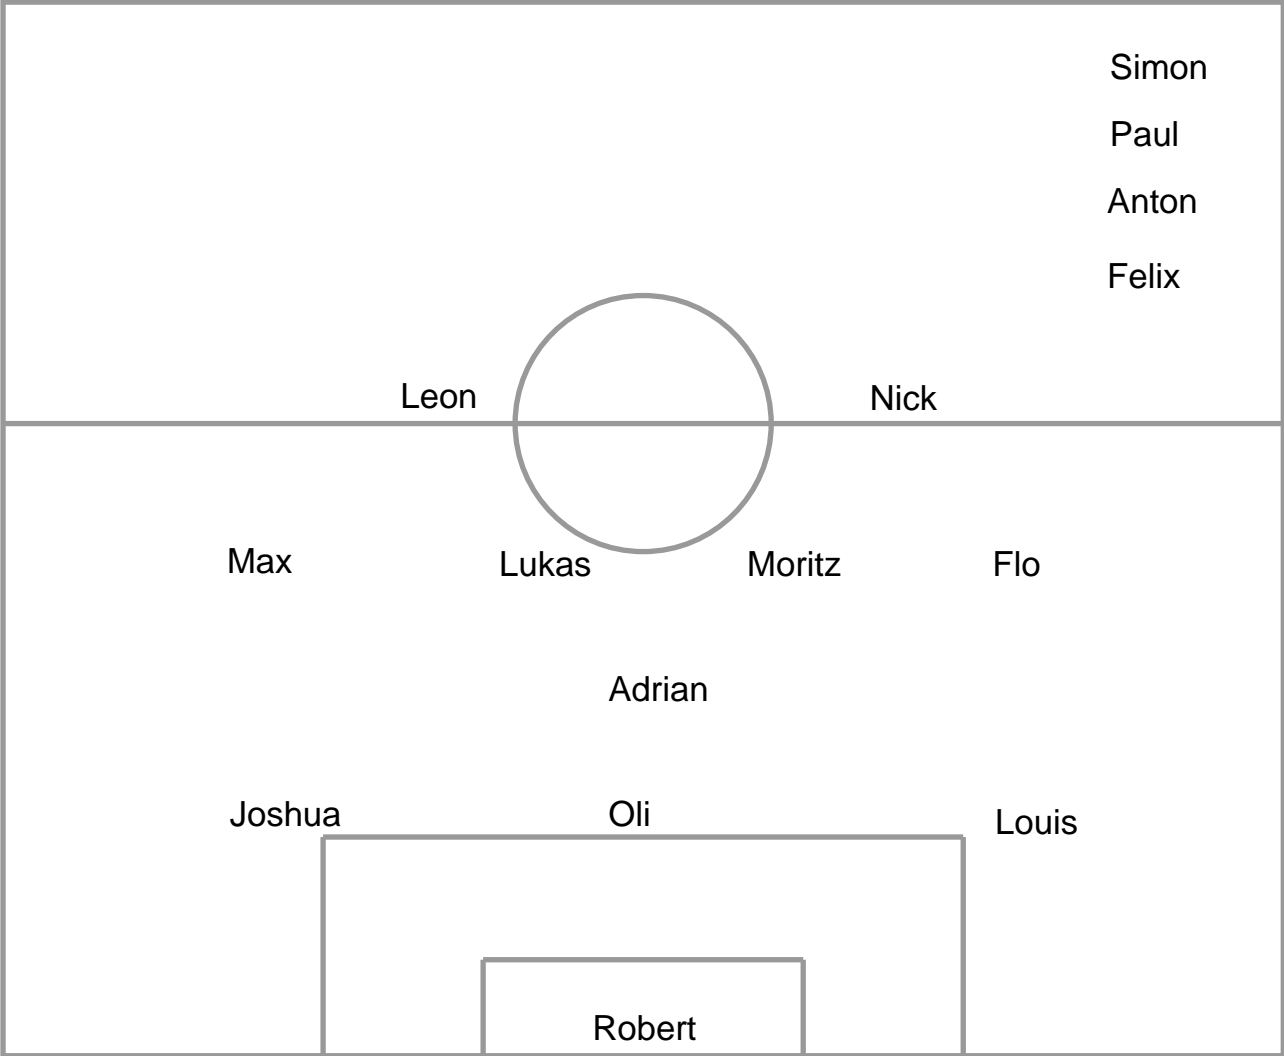 Simon
Paul
Anton
Felix
Leon
Nick
Max
Lukas
Moritz
Flo
Adrian
Joshua
Oli
Louis
Robert